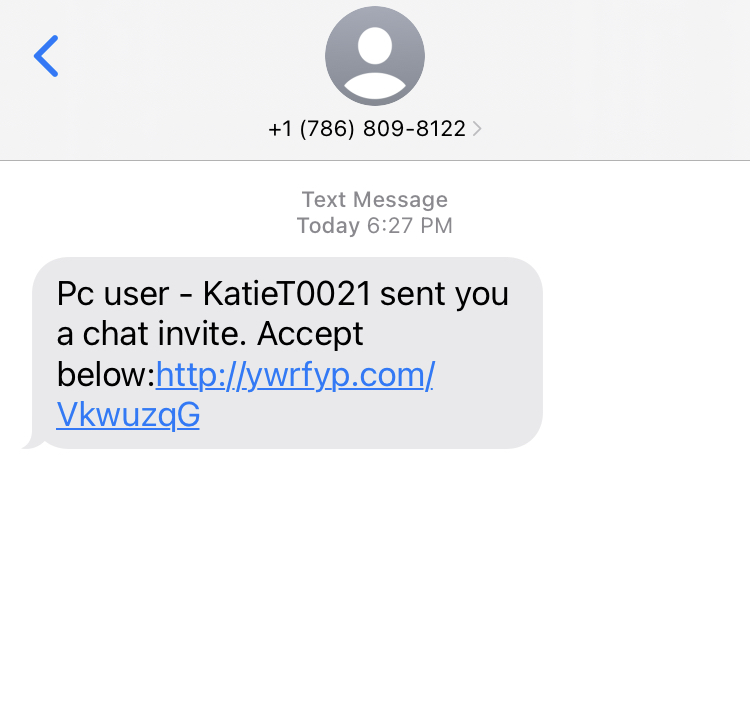 +1 (786) 809-8122
Text Message
Today 6:27 PM
Pc user - KatieT0021 sent you
a chat invite. Accept
below:http://ywrfyp.com/
VkwuzqG